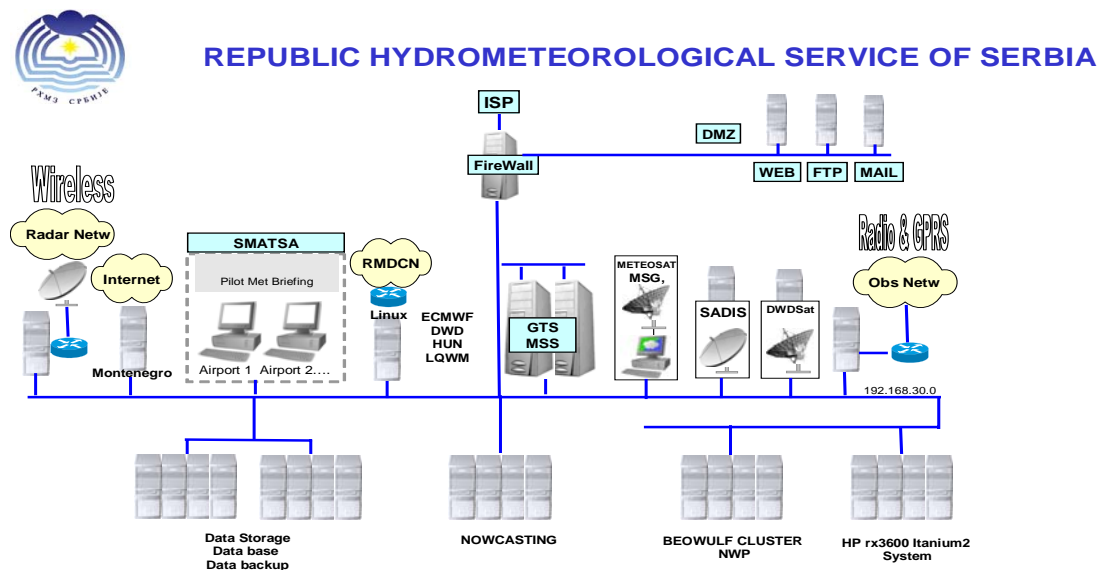 РХМЗ СРБИЈЕ
REPUBLIC HYDROMETEOROLOGICAL SERVICE OF SERBIA
ISP
FireWall
DMZ
WEB
FTP
MAIL
Wireless
Radar Netw
Internet
Montenegro
SMATSA
Pilot Met Briefing
Airport 1
Airport 2....
RMDCN
Linux
ECMWF
DWD
HUN
LQWM
GTS
MSS
METEOSAT
MSG,
SADIS
DWDSat
Radio & GPRS
Obs Netw
192.168.30.0
Data Storage
Data base
Data backup
NOWCASTING
BEOWULF CLUSTER
NWP
HP rx3600 Itanium2
System